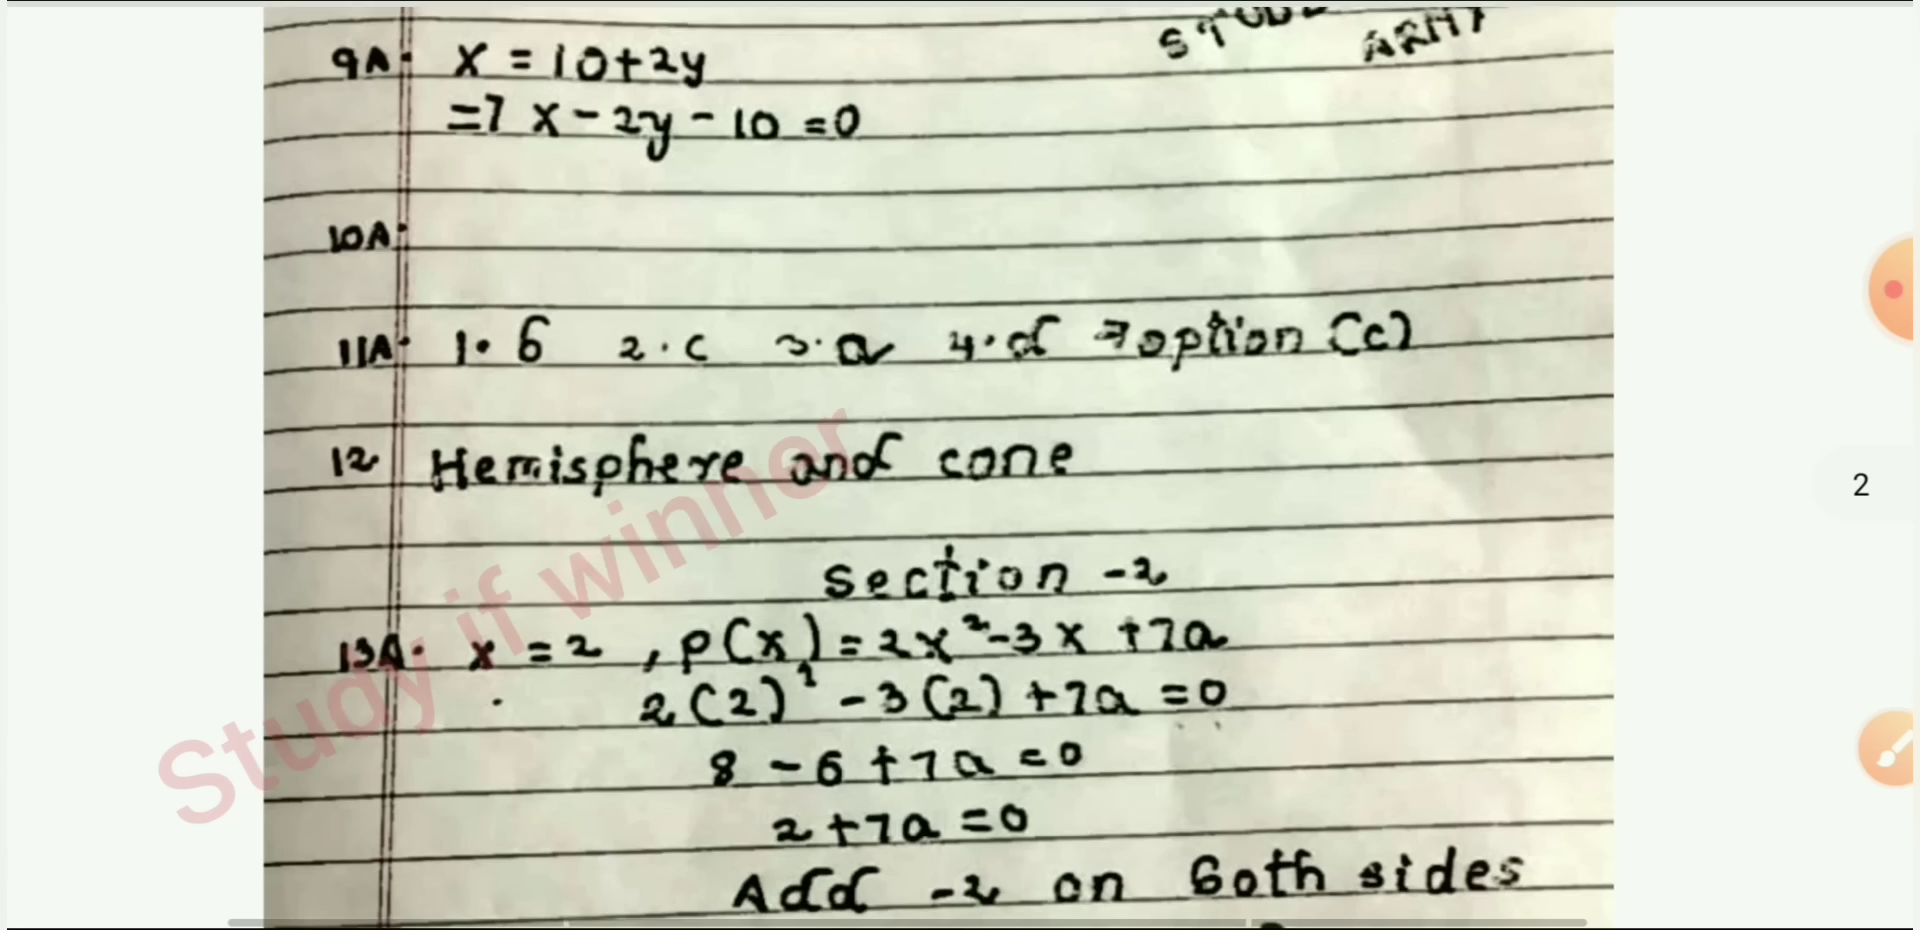 ARMY
9A. x = 10+2y
=7 x - 2y - 10 = 0
10A.
11A. 1. b 2. c 3. a 4. d ⇒ option (c)
12 Hemisphere and cone
Section -2
13A. x = 2, p(x) = 2x² - 3x + 7a
2(2)² - 3(2) + 7a = 0
8 - 6 + 7a = 0
2 + 7a = 0
Add -2 on both sides
Study if winner
2